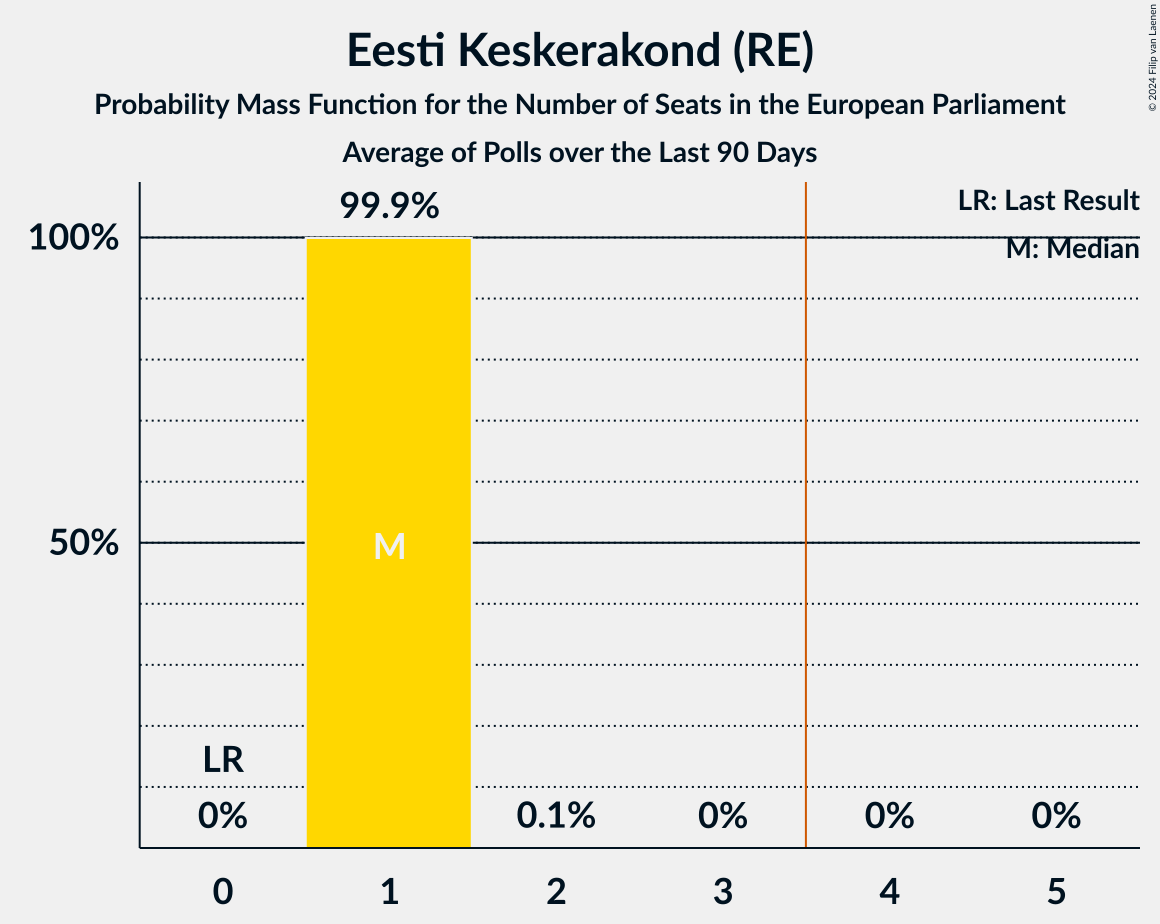 Eesti Keskerakond (RE)
Probability Mass Function for the Number of Seats in the European Parliament
Average of Polls over the Last 90 Days
© 2024 Filip van Laenen
LR: Last Result
M: Median
99.9%
100%
M
50%
LR
0%
0.1%
0%
0%
0%
0
1
2
3
4
5